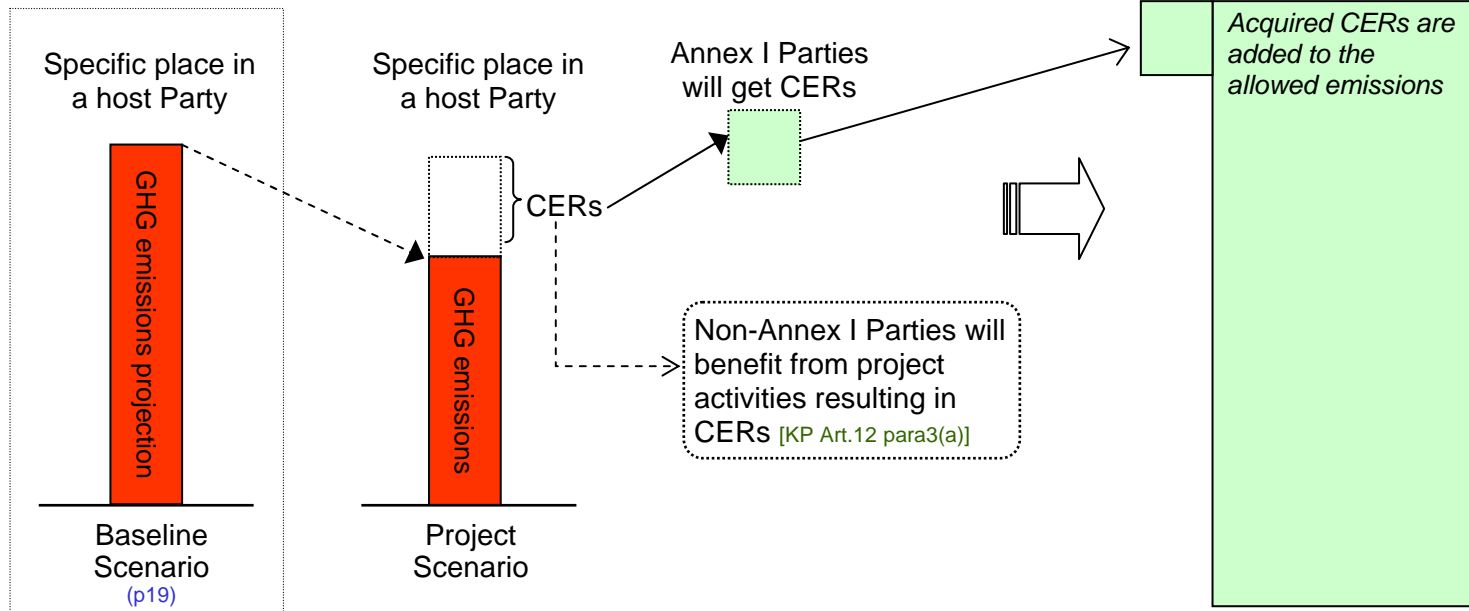 Specific place in
a host Party
GHG emissions projection
Baseline
Scenario
(p19)
Specific place in
a host Party
GHG emissions
Project
Scenario
CERs
Annex I Parties
will get CERs
Non-Annex I Parties will
benefit from project
activities resulting in
CERs [KP Art.12 para3(a)]
Acquired CERs are
added to the
allowed emissions